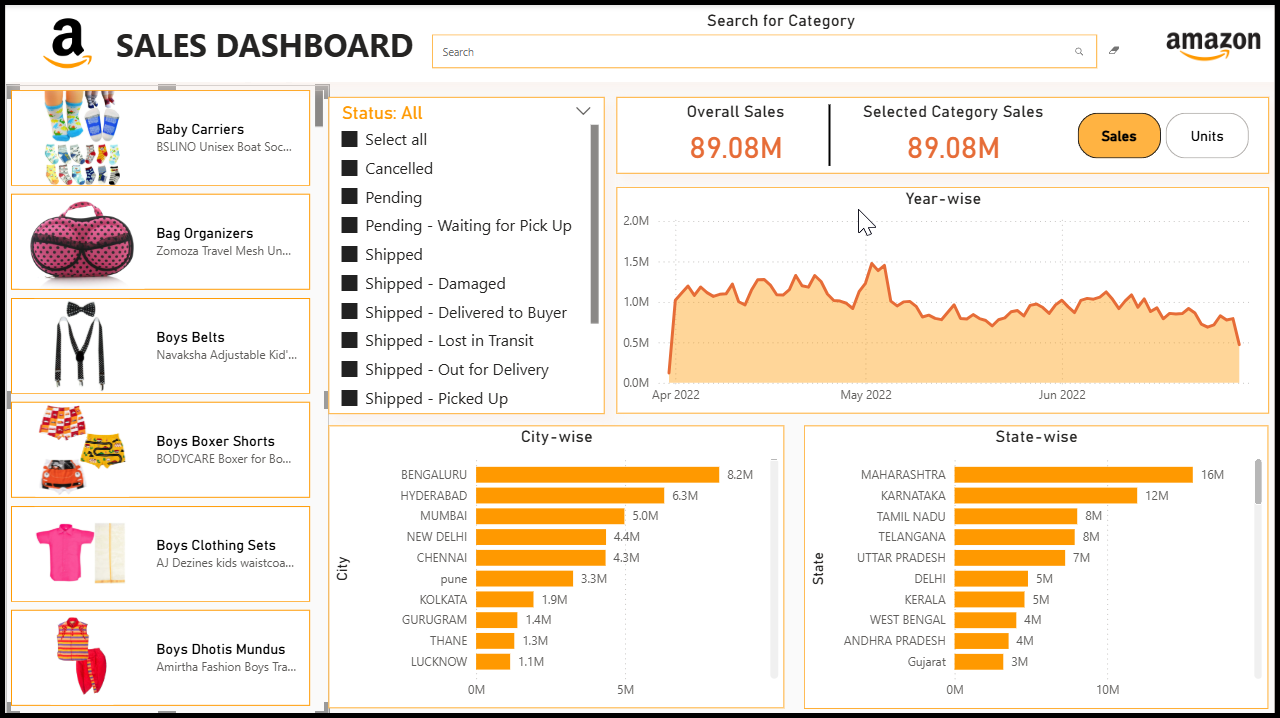 a
SALES DASHBOARD
Search for Category
Search
amazon
Baby Carriers
BSLINO Unisex Boat Soc...
Bag Organizers
Zomoza Travel Mesh Un...
Boys Belts
Navaksha Adjustable Kid'...
Boys Boxer Shorts
BODYCARE Boxer for Bo...
Boys Clothing Sets
AJ Dezines kids waistcoa...
Boys Dhotis Mundus
Amirtha Fashion Boys Tra...
Status: All
Select all
Cancelled
Pending
Pending - Waiting for Pick Up
Shipped
Shipped - Damaged
Shipped - Delivered to Buyer
Shipped - Lost in Transit
Shipped - Out for Delivery
Shipped - Picked Up
Overall Sales
89.08M
Selected Category Sales
89.08M
Sales
Units
Year-wise
2.0M
1.5M
1.0M
0.5M
0.0M
Apr 2022
May 2022
Jun 2022
City-wise
City
BENGALURU 8.2M
HYDERABAD 6.3M
MUMBAI 5.0M
NEW DELHI 4.4M
CHENNAI 4.3M
pune 3.3M
KOLKATA 1.9M
GURUGRAM 1.4M
THANE 1.3M
LUCKNOW 1.1M
0M 5M
State-wise
State
MAHARASHTRA 16M
KARNATAKA 12M
TAMIL NADU 8M
TELANGANA 8M
UTTAR PRADESH 7M
DELHI 5M
KERALA 5M
WEST BENGAL 4M
ANDHRA PRADESH 4M
Gujarat 3M
0M 10M